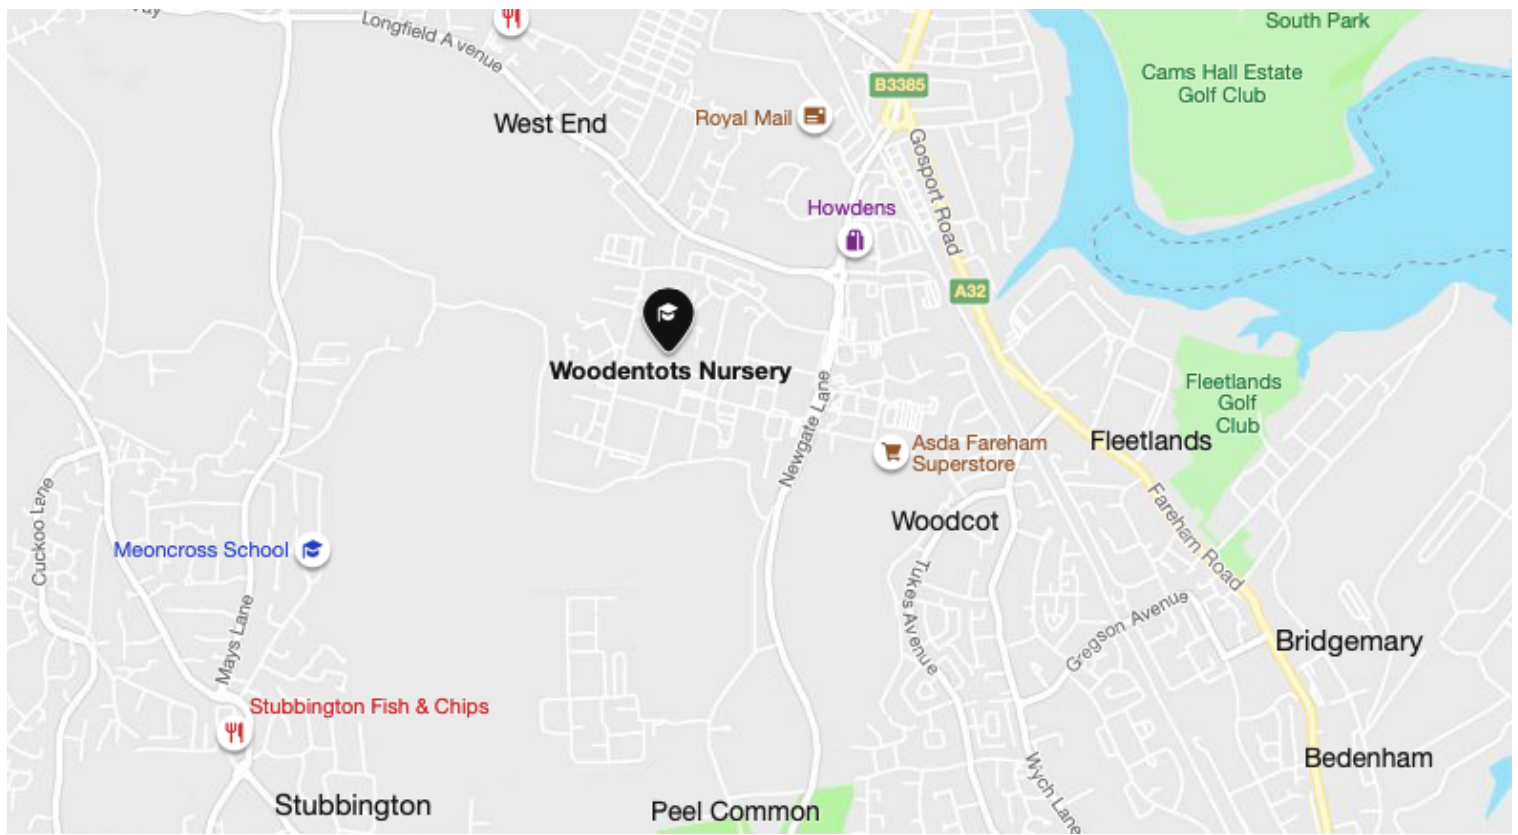 South Park
Longfield Avenue
Cams Hall Estate
Golf Club
B3385
Royal Mail
West End
Gosport Road
Howdens
A32
Woodentots Nursery
Newgate Lane
Fleetlands
Golf
Club
Asda Fareham
Superstore
Fleetlands
Cuckoo Lane
Woodcot
Fareham Road
Meoncross School
Tukes Avenue
Gregson Avenue
Mays Lane
Bridgemary
Stubbington Fish & Chips
Wych Lane
Bedenham
Stubbington
Peel Common